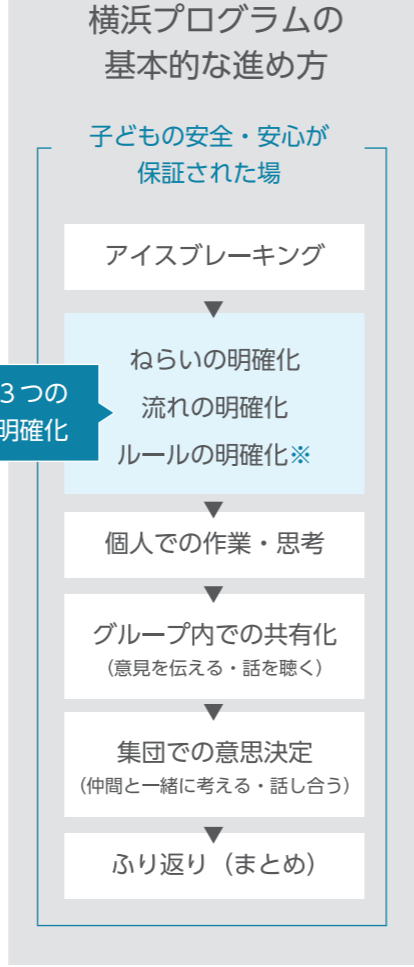 横浜プログラムの
基本的な進め方
子どもの安全・安心が
保証された場
アイスブレーキング
▼
3つの
明確化
ねらいの明確化
流れの明確化
ルールの明確化※
▼
個人での作業・思考
▼
グループ内での共有化
（意見を伝える・話を聴く）
▼
集団での意思決定
（仲間と一緒に考える・話し合う）
▼
ふり返り（まとめ）